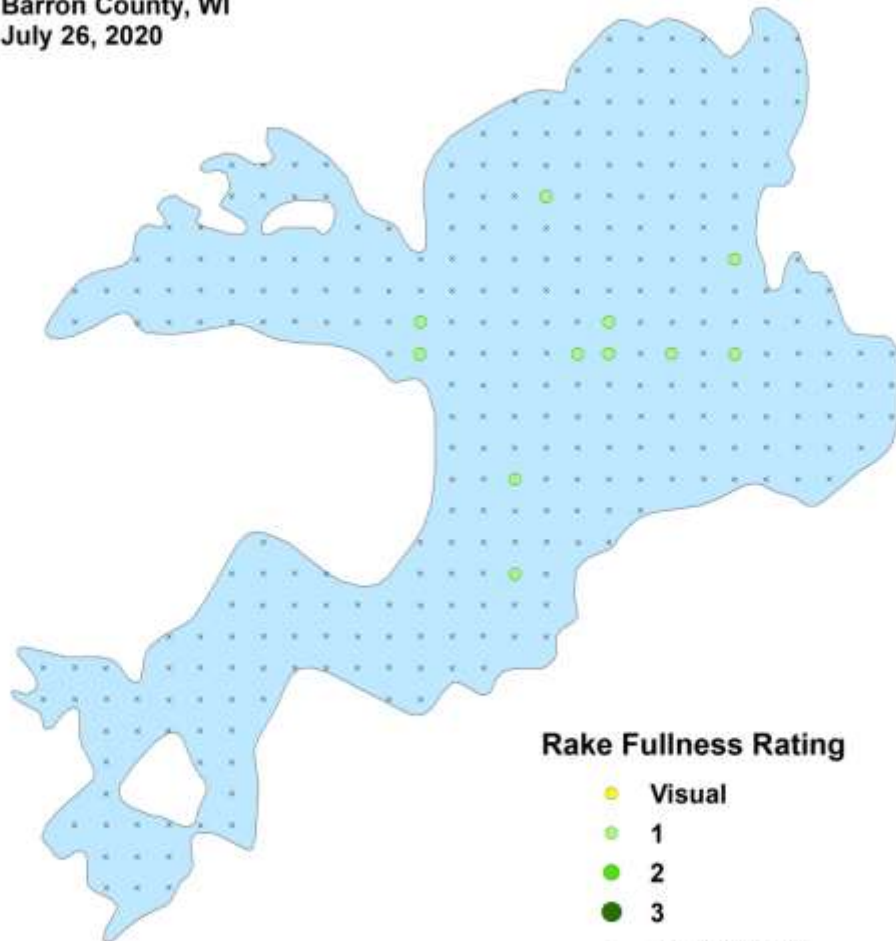 Barron County, WI
July 26, 2020
Rake Fullness Rating
Visual
1
2
3